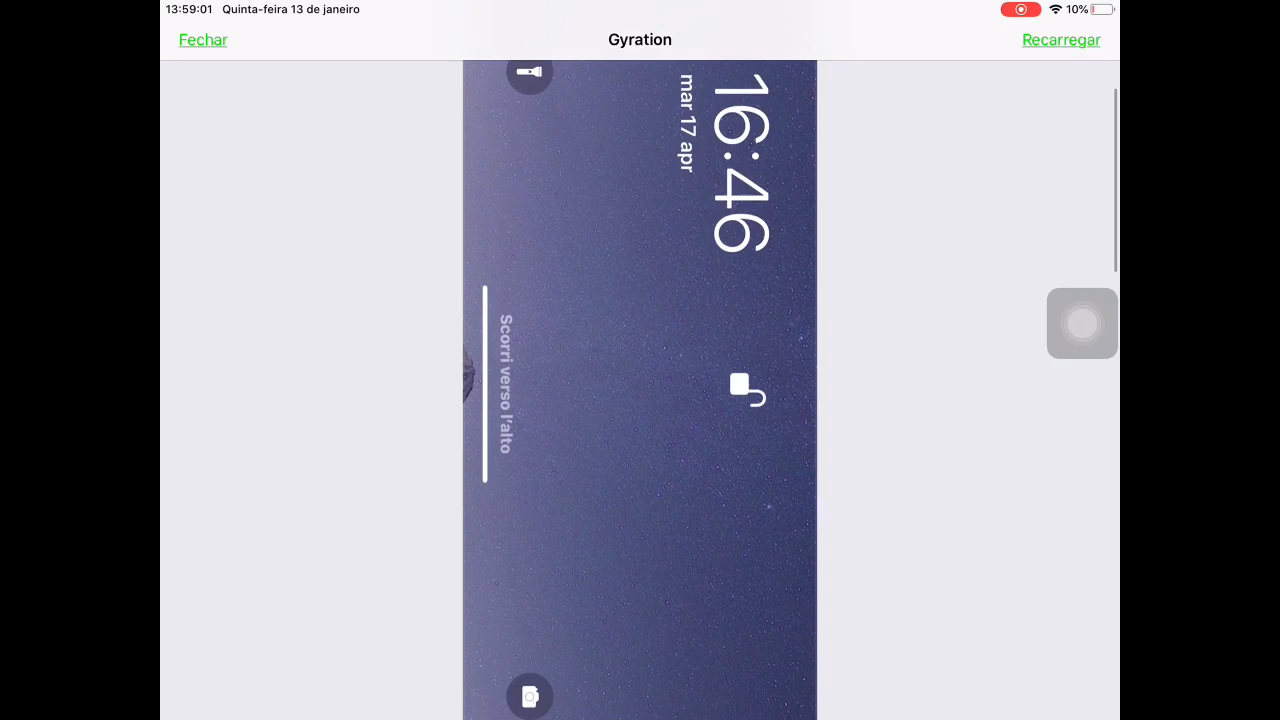 13:59:01 Quinta-feira 13 de janeiro
10%
Fechar
Gyration
Recarregar
16:46
mar 17 apr
Scorri verso l'alto